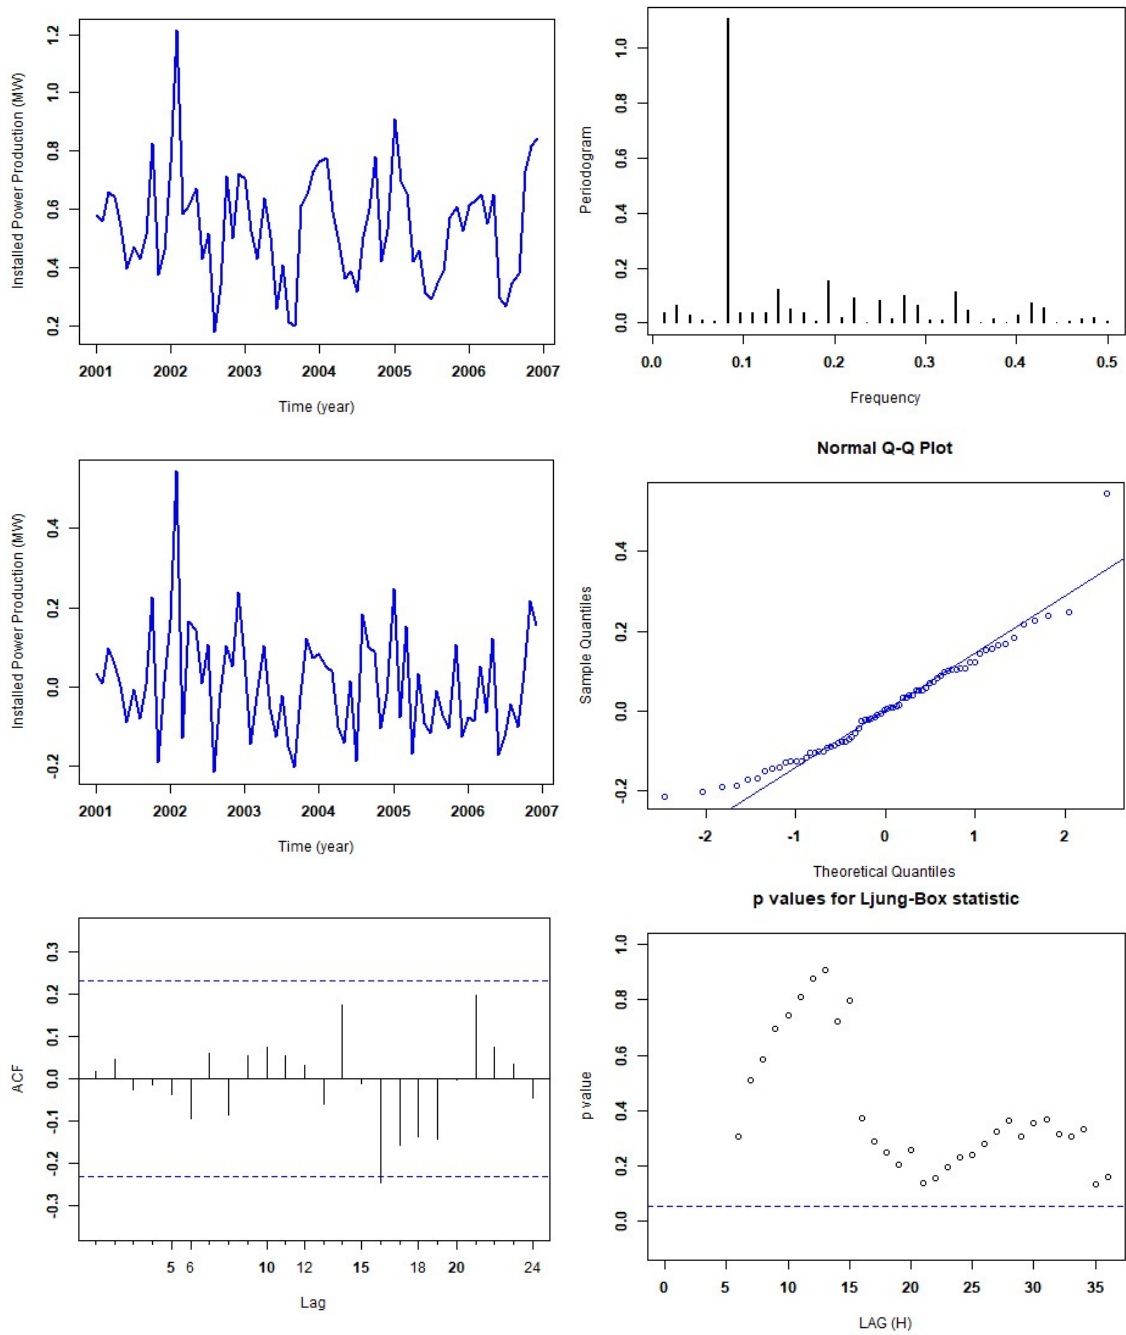 Installed Power Production (MW)
1.2
1.0
0.8
0.6
0.4
0.2
2001 2002 2003 2004 2005 2006 2007
Time (year)
Periodogram
1.0
0.8
0.6
0.4
0.2
0.0
0.0 0.1 0.2 0.3 0.4 0.5
Frequency
Installed Power Production (MW)
0.4
0.2
0.0
-0.2
2001 2002 2003 2004 2005 2006 2007
Time (year)
Normal Q-Q Plot
Sample Quantiles
0.4
0.2
0.0
-0.2
-2 -1 0 1 2
Theoretical Quantiles
ACF
0.3
0.2
0.1
0.0
-0.1
-0.2
-0.3
5 6 10 12 15 18 20 24
Lag
p values for Ljung-Box statistic
p value
1.0
0.8
0.6
0.4
0.2
0.0
0 5 10 15 20 25 30 35
LAG (H)